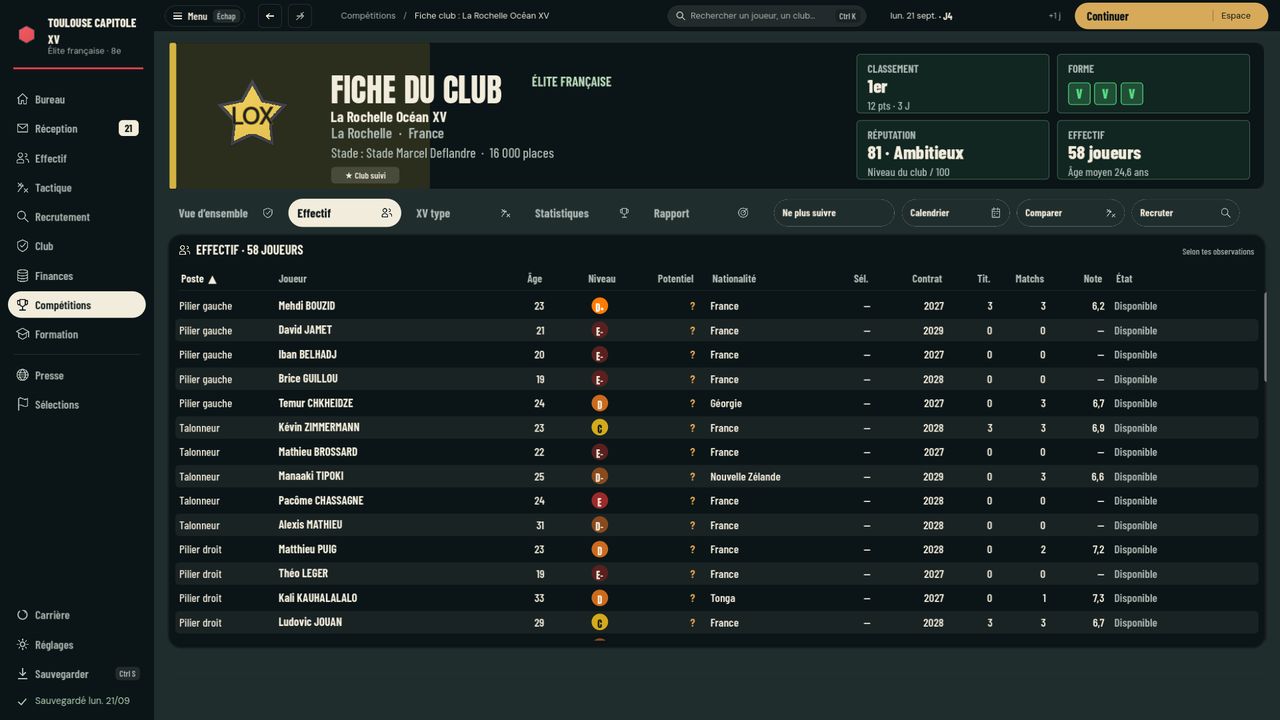 TOULOUSE CAPITOLE XV
Élite française · 8e
Menu Échap
Compétitions / Fiche club : La Rochelle Océan XV
Rechercher un joueur, un club... Ctrl K
lun. 21 sept. · J4
+1 j
Continuer Espace
Bureau
Réception 21
Effectif
Tactique
Recrutement
Club
Finances
Compétitions
Formation
Presse
Sélections
Carrière
Réglages
Sauvegarder Ctrl S
Sauvegardé lun. 21/09
LOX
FICHE DU CLUB
ÉLITE FRANÇAISE
La Rochelle Océan XV
La Rochelle · France
Stade : Stade Marcel Deflandre · 16 000 places
★ Club suivi
CLASSEMENT
1er
12 pts · 3 J
FORME
V V V
RÉPUTATION
81 · Ambitieux
Niveau du club / 100
EFFECTIF
58 joueurs
Âge moyen 24,6 ans
Vue d'ensemble Effectif XV type Statistiques Rapport Ne plus suivre Calendrier Comparer Recruter
EFFECTIF · 58 JOUEURS
Selon tes observations
Poste ▲ Joueur Âge Niveau Potentiel Nationalité Sél. Contrat Tit. Matchs Note État
Pilier gauche Mehdi BOUZID 23 ? France — 2027 3 3 6,2 Disponible
Pilier gauche David JAMET 21 E- ? France — 2029 0 0 — Disponible
Pilier gauche Iban BELHADJ 20 E- ? France — 2027 0 0 — Disponible
Pilier gauche Brice GUILLOU 19 E- ? France — 2028 0 0 — Disponible
Pilier gauche Temur CHKHEIDZE 24 D ? Géorgie — 2027 0 3 6,7 Disponible
Talonneur Kévin ZIMMERMANN 23 C ? France — 2028 3 3 6,9 Disponible
Talonneur Mathieu BROSSARD 22 E- ? France — 2027 0 0 — Disponible
Talonneur Manaaki TIPOKI 25 D- ? Nouvelle Zélande — 2029 0 3 6,6 Disponible
Talonneur Pacôme CHASSAGNE 24 E ? France — 2028 0 0 — Disponible
Talonneur Alexis MATHIEU 31 D- ? France — 2028 0 0 — Disponible
Pilier droit Matthieu PUIG 23 D ? France — 2028 0 2 7,2 Disponible
Pilier droit Théo LEGER 19 E- ? France — 2027 0 0 — Disponible
Pilier droit Kali KAUHALALALO 33 D ? Tonga — 2027 0 1 7,3 Disponible
Pilier droit Ludovic JOUAN 29 C ? France — 2028 3 3 6,7 Disponible